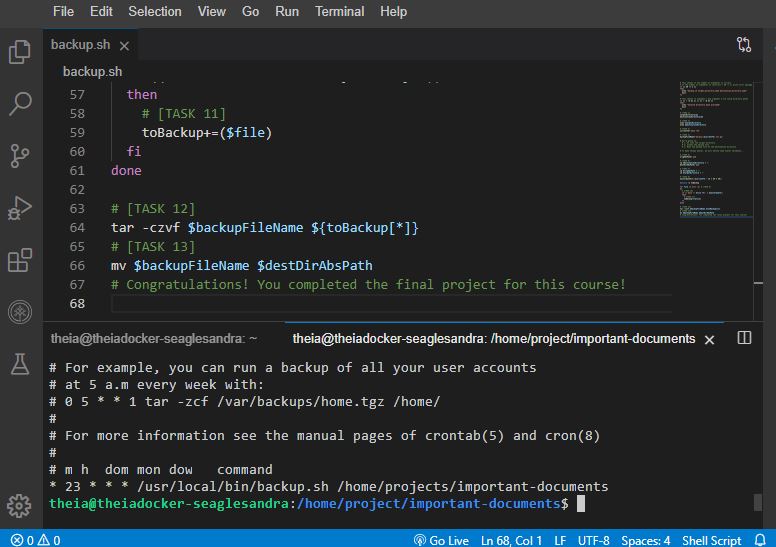 File Edit Selection View Go Run Terminal Help
backup.sh
backup.sh
57 then
58 # [TASK 11]
59 toBackup+=($file)
60 fi
61 done
62
63 # [TASK 12]
64 tar -czvf $backupFileName ${toBackup[*]}
65 # [TASK 13]
66 mv $backupFileName $destDirAbsPath
67 # Congratulations! You completed the final project for this course!
68
theia@theiadocker-seaglesandra: ~
theia@theiadocker-seaglesandra: /home/project/important-documents
# For example, you can run a backup of all your user accounts
# at 5 a.m every week with:
# 0 5 * * 1 tar -zcf /var/backups/home.tgz /home/
#
# For more information see the manual pages of crontab(5) and cron(8)
#
# m h  dom mon dow   command
* 23 * * * /usr/local/bin/backup.sh /home/projects/important-documents
theia@theiadocker-seaglesandra:/home/project/important-documents$
0 0 Go Live Ln 68, Col 1 LF UTF-8 Spaces: 4 Shell Script